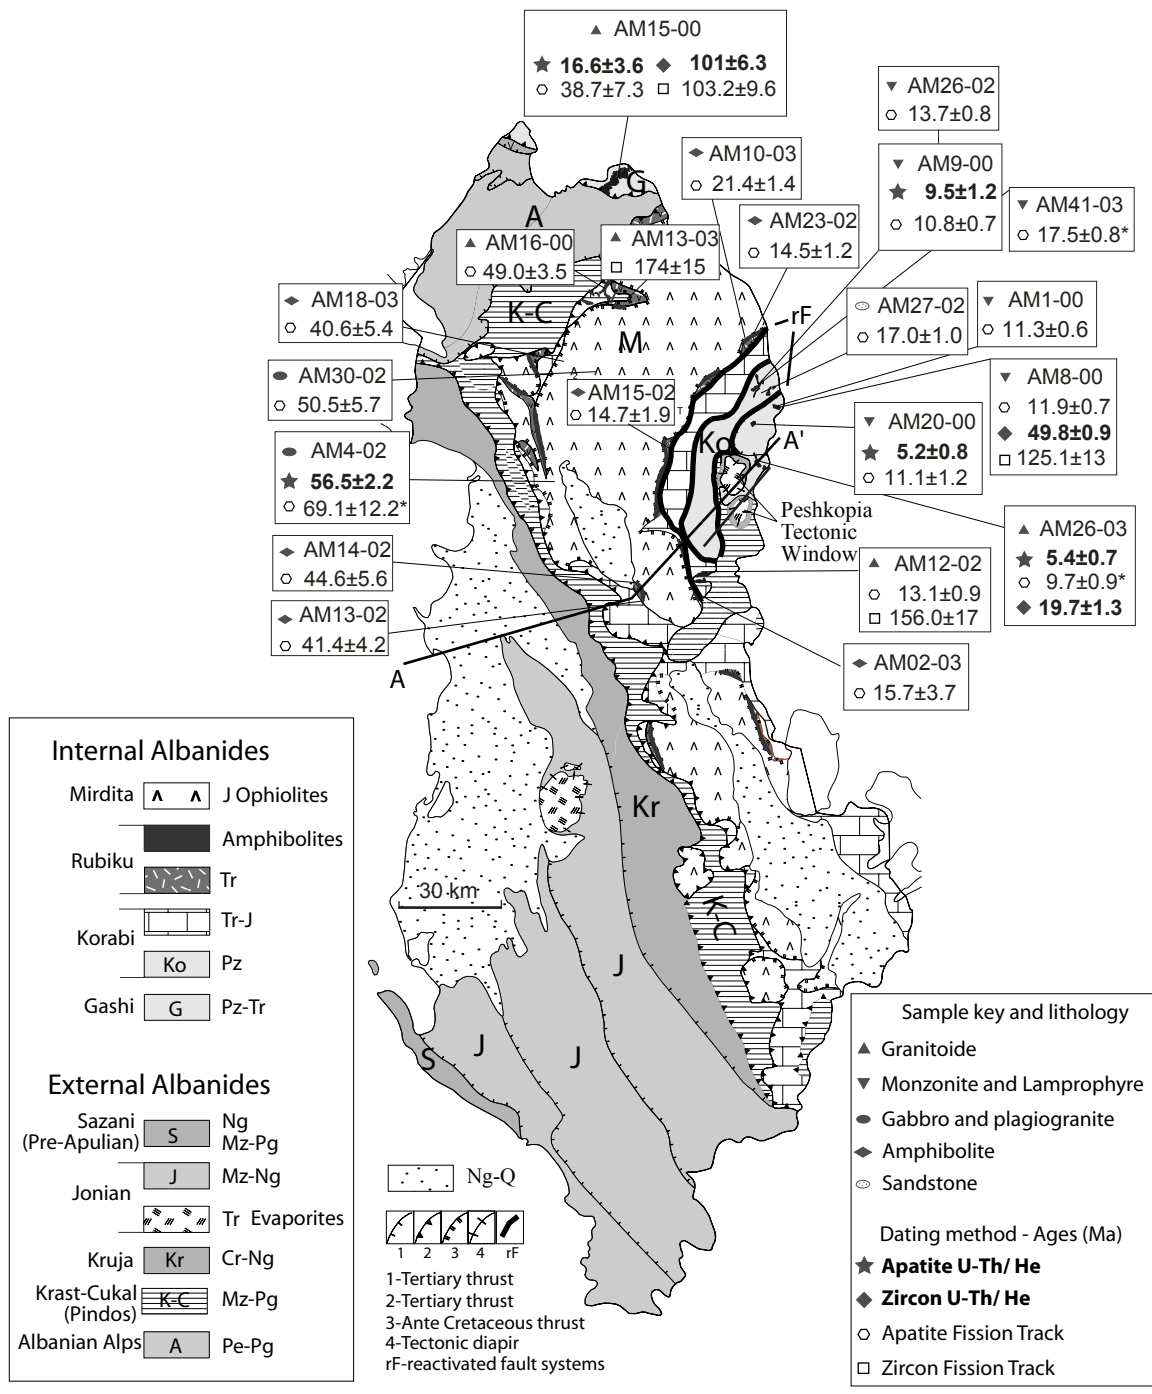 AM15-00
16.6±3.6 101±6.3
38.7±7.3 103.2±9.6
AM26-02
13.7±0.8
AM10-03
21.4±1.4
AM9-00
9.5±1.2
10.8±0.7
AM41-03
17.5±0.8*
AM23-02
14.5±1.2
G
A
AM16-00
49.0±3.5
AM13-03
174±15
AM18-03
40.6±5.4
K-C
M
rF
AM27-02
17.0±1.0
AM1-00
11.3±0.6
AM30-02
50.5±5.7
AM15-02
14.7±1.9
T
AM8-00
11.9±0.7
49.8±0.9
125.1±13
AM20-00
5.2±0.8
11.1±1.2
Ko
A'
AM4-02
56.5±2.2
69.1±12.2*
Peshkopia
Tectonic
Window
AM26-03
5.4±0.7
9.7±0.9*
19.7±1.3
AM14-02
44.6±5.6
AM12-02
13.1±0.9
156.0±17
AM13-02
41.4±4.2
A
AM02-03
15.7±3.7
Kr
30 km
K-C
J
J
J
S
Internal Albanides
Mirdita J Ophiolites
Amphibolites
Rubiku
Tr
Tr-J
Korabi
Ko Pz
Gashi G Pz-Tr
External Albanides
Sazani
(Pre-Apulian)
S
Ng
Mz-Pg
J Mz-Ng
Jonian
Tr Evaporites
Kruja Kr Cr-Ng
Krast-Cukal
(Pindos)
K-C Mz-Pg
Albanian Alps A Pe-Pg
Ng-Q
1 2 3 4 rF
1-Tertiary thrust
2-Tertiary thrust
3-Ante Cretaceous thrust
4-Tectonic diapir
rF-reactivated fault systems
Sample key and lithology
Granitoide
Monzonite and Lamprophyre
Gabbro and plagiogranite
Amphibolite
Sandstone
Dating method - Ages (Ma)
Apatite U-Th/ He
Zircon U-Th/ He
Apatite Fission Track
Zircon Fission Track